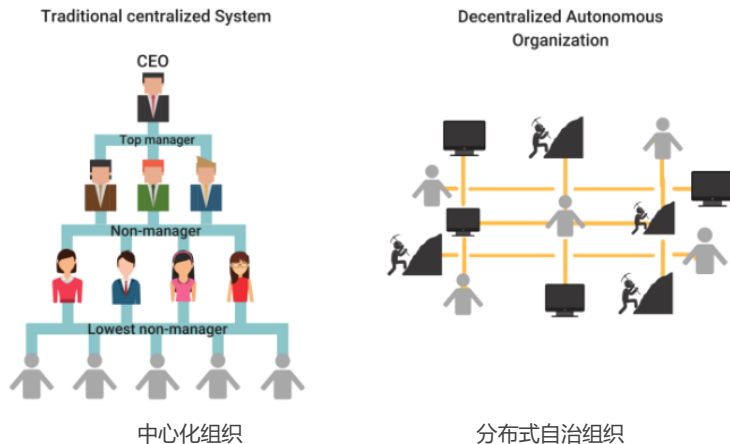 Traditional centralized System
CEO
Top manager
Non-manager
Lowest non-manager
中心化组织
Decentralized Autonomous
Organization
分布式自治组织